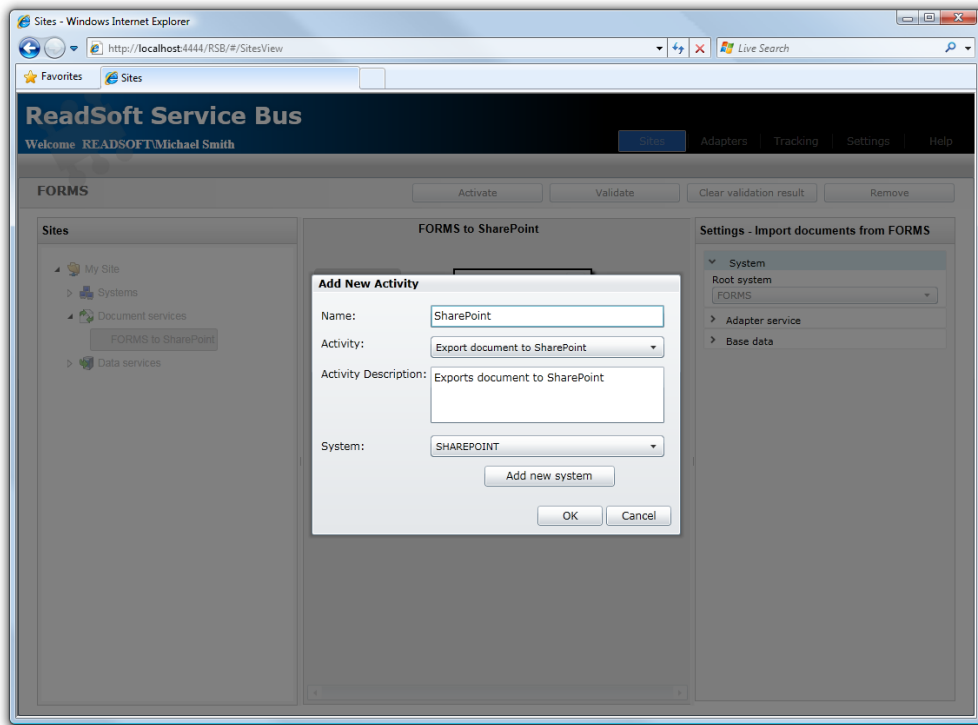 Sites - Windows Internet Explorer
http://localhost:4444/RSB/#/SitesView
Live Search
Favorites
Sites
ReadSoft Service Bus
Welcome READSOFT\Michael Smith
Sites Adapters Tracking Settings Help
FORMS
Activate Validate Clear validation result Remove
Sites
FORMS to SharePoint
Settings - Import documents from FORMS
My Site
System
Root system
Systems
FORMS
Document services
Adapter service
FORMS to SharePoint
Base data
Data services
Add New Activity
Name: SharePoint
Activity: Export document to SharePoint
Activity Description: Exports document to SharePoint
System: SHAREPOINT
Add new system
OK Cancel